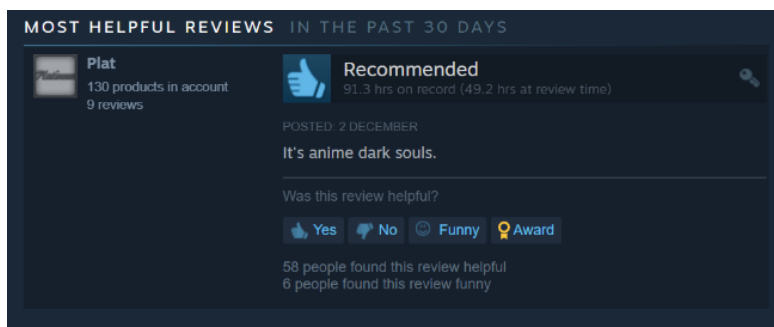 MOST HELPFUL REVIEWS IN THE PAST 30 DAYS
Plat
130 products in account
9 reviews
Recommended
91.3 hrs on record (49.2 hrs at review time)
POSTED: 2 DECEMBER
It's anime dark souls.
Was this review helpful?
Yes No Funny Award
58 people found this review helpful
6 people found this review funny